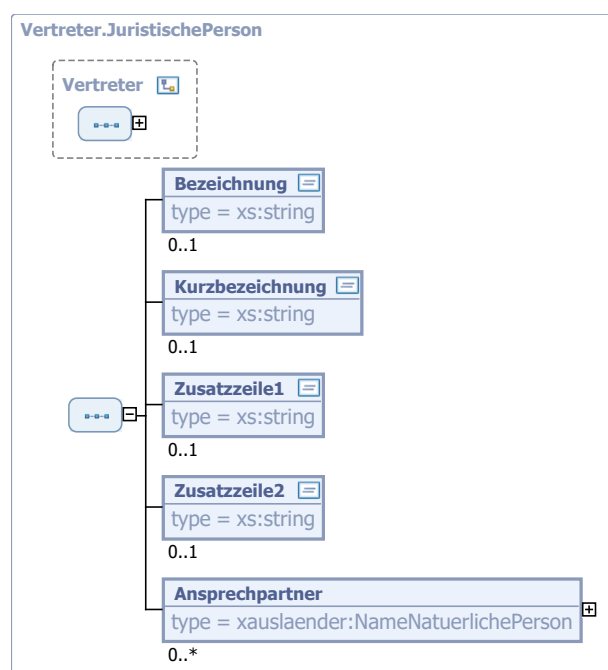 Vertreter.JuristischePerson
Vertreter
Bezeichnung
type = xs:string
0..1
Kurzbezeichnung
type = xs:string
0..1
Zusatzzeile1
type = xs:string
0..1
Zusatzzeile2
type = xs:string
0..1
Ansprechpartner
type = xauslaender:NameNatuerlichePerson
0..*